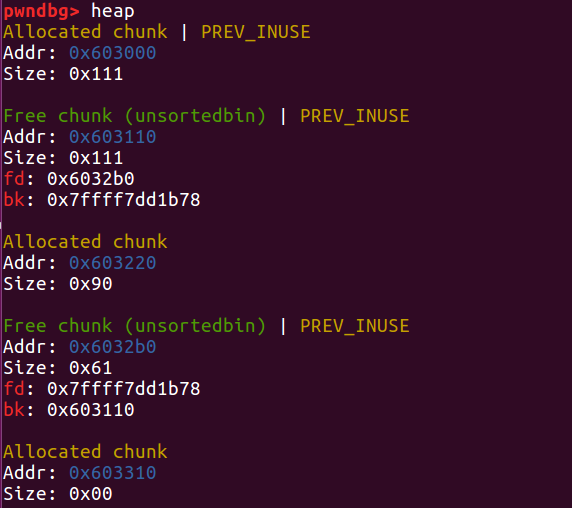 pwndbg> heap
Allocated chunk | PREV_INUSE
Addr: 0x603000
Size: 0x111
Free chunk (unsortedbin) | PREV_INUSE
Addr: 0x603110
Size: 0x111
fd: 0x6032b0
bk: 0x7ffff7dd1b78
Allocated chunk
Addr: 0x603220
Size: 0x90
Free chunk (unsortedbin) | PREV_INUSE
Addr: 0x6032b0
Size: 0x61
fd: 0x7ffff7dd1b78
bk: 0x603110
Allocated chunk
Addr: 0x603310
Size: 0x00